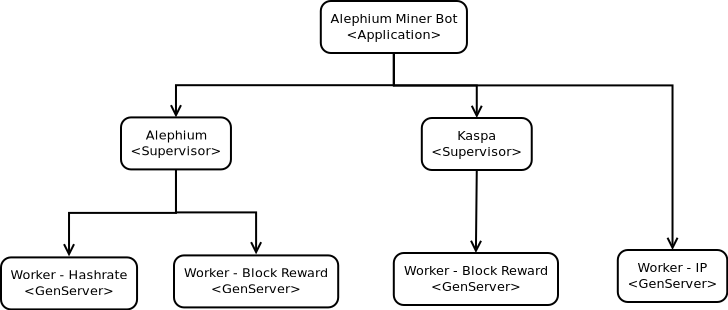 Alephium Miner Bot
<Application>
Alephium
<Supervisor>
Kaspa
<Supervisor>
Worker - Hashrate
<GenServer>
Worker - Block Reward
<GenServer>
Worker - Block Reward
<GenServer>
Worker - IP
<GenServer>